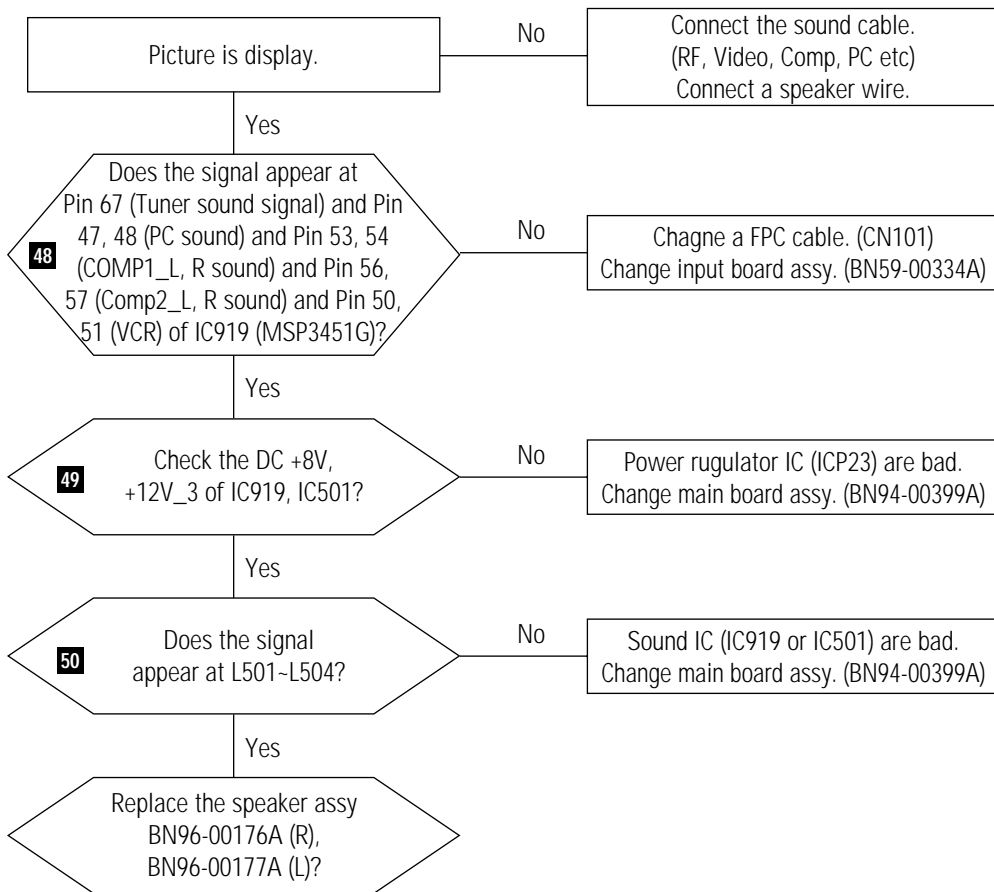 Picture is display.
No
Connect the sound cable.
(RF, Video, Comp, PC etc)
Connect a speaker wire.
Yes
48
Does the signal appear at
Pin 67 (Tuner sound signal) and Pin
47, 48 (PC sound) and Pin 53, 54
(COMP1_L, R sound) and Pin 56,
57 (Comp2_L, R sound) and Pin 50,
51 (VCR) of IC919 (MSP3451G)?
No
Chagne a FPC cable. (CN101)
Change input board assy. (BN59-00334A)
Yes
49
Check the DC +8V,
+12V_3 of IC919, IC501?
No
Power rugulator IC (ICP23) are bad.
Change main board assy. (BN94-00399A)
Yes
50
Does the signal
appear at L501~L504?
No
Sound IC (IC919 or IC501) are bad.
Change main board assy. (BN94-00399A)
Yes
Replace the speaker assy
BN96-00176A (R),
BN96-00177A (L)?